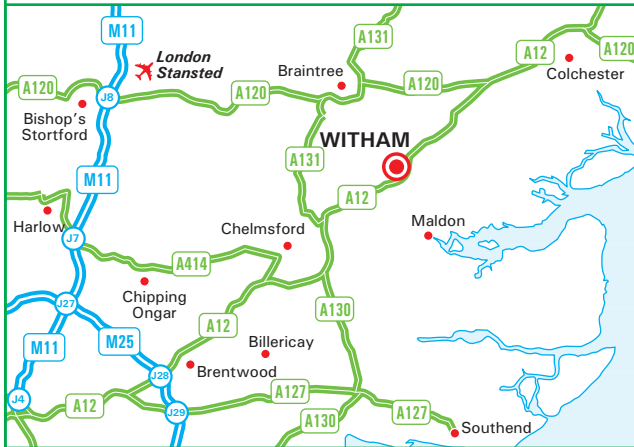 M11
A131
A12
A120
London
Stansted
Braintree
Colchester
A120
J8
A120
A120
Bishop's
Stortford
WITHAM
A131
M11
A12
Harlow
Chelmsford
Maldon
J7
A414
Chipping
Ongar
J27
A130
A12
M11
M25
Billericay
Brentwood
J28
J4
A12
J29
A127
A127
A130
Southend